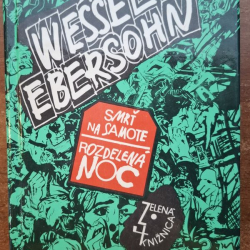 WESSEL
EBERSOHN
SMRŤ
NA SAMOTE
ROZDELENÁ
NOC
ZELENÁ
KNIŽNICA